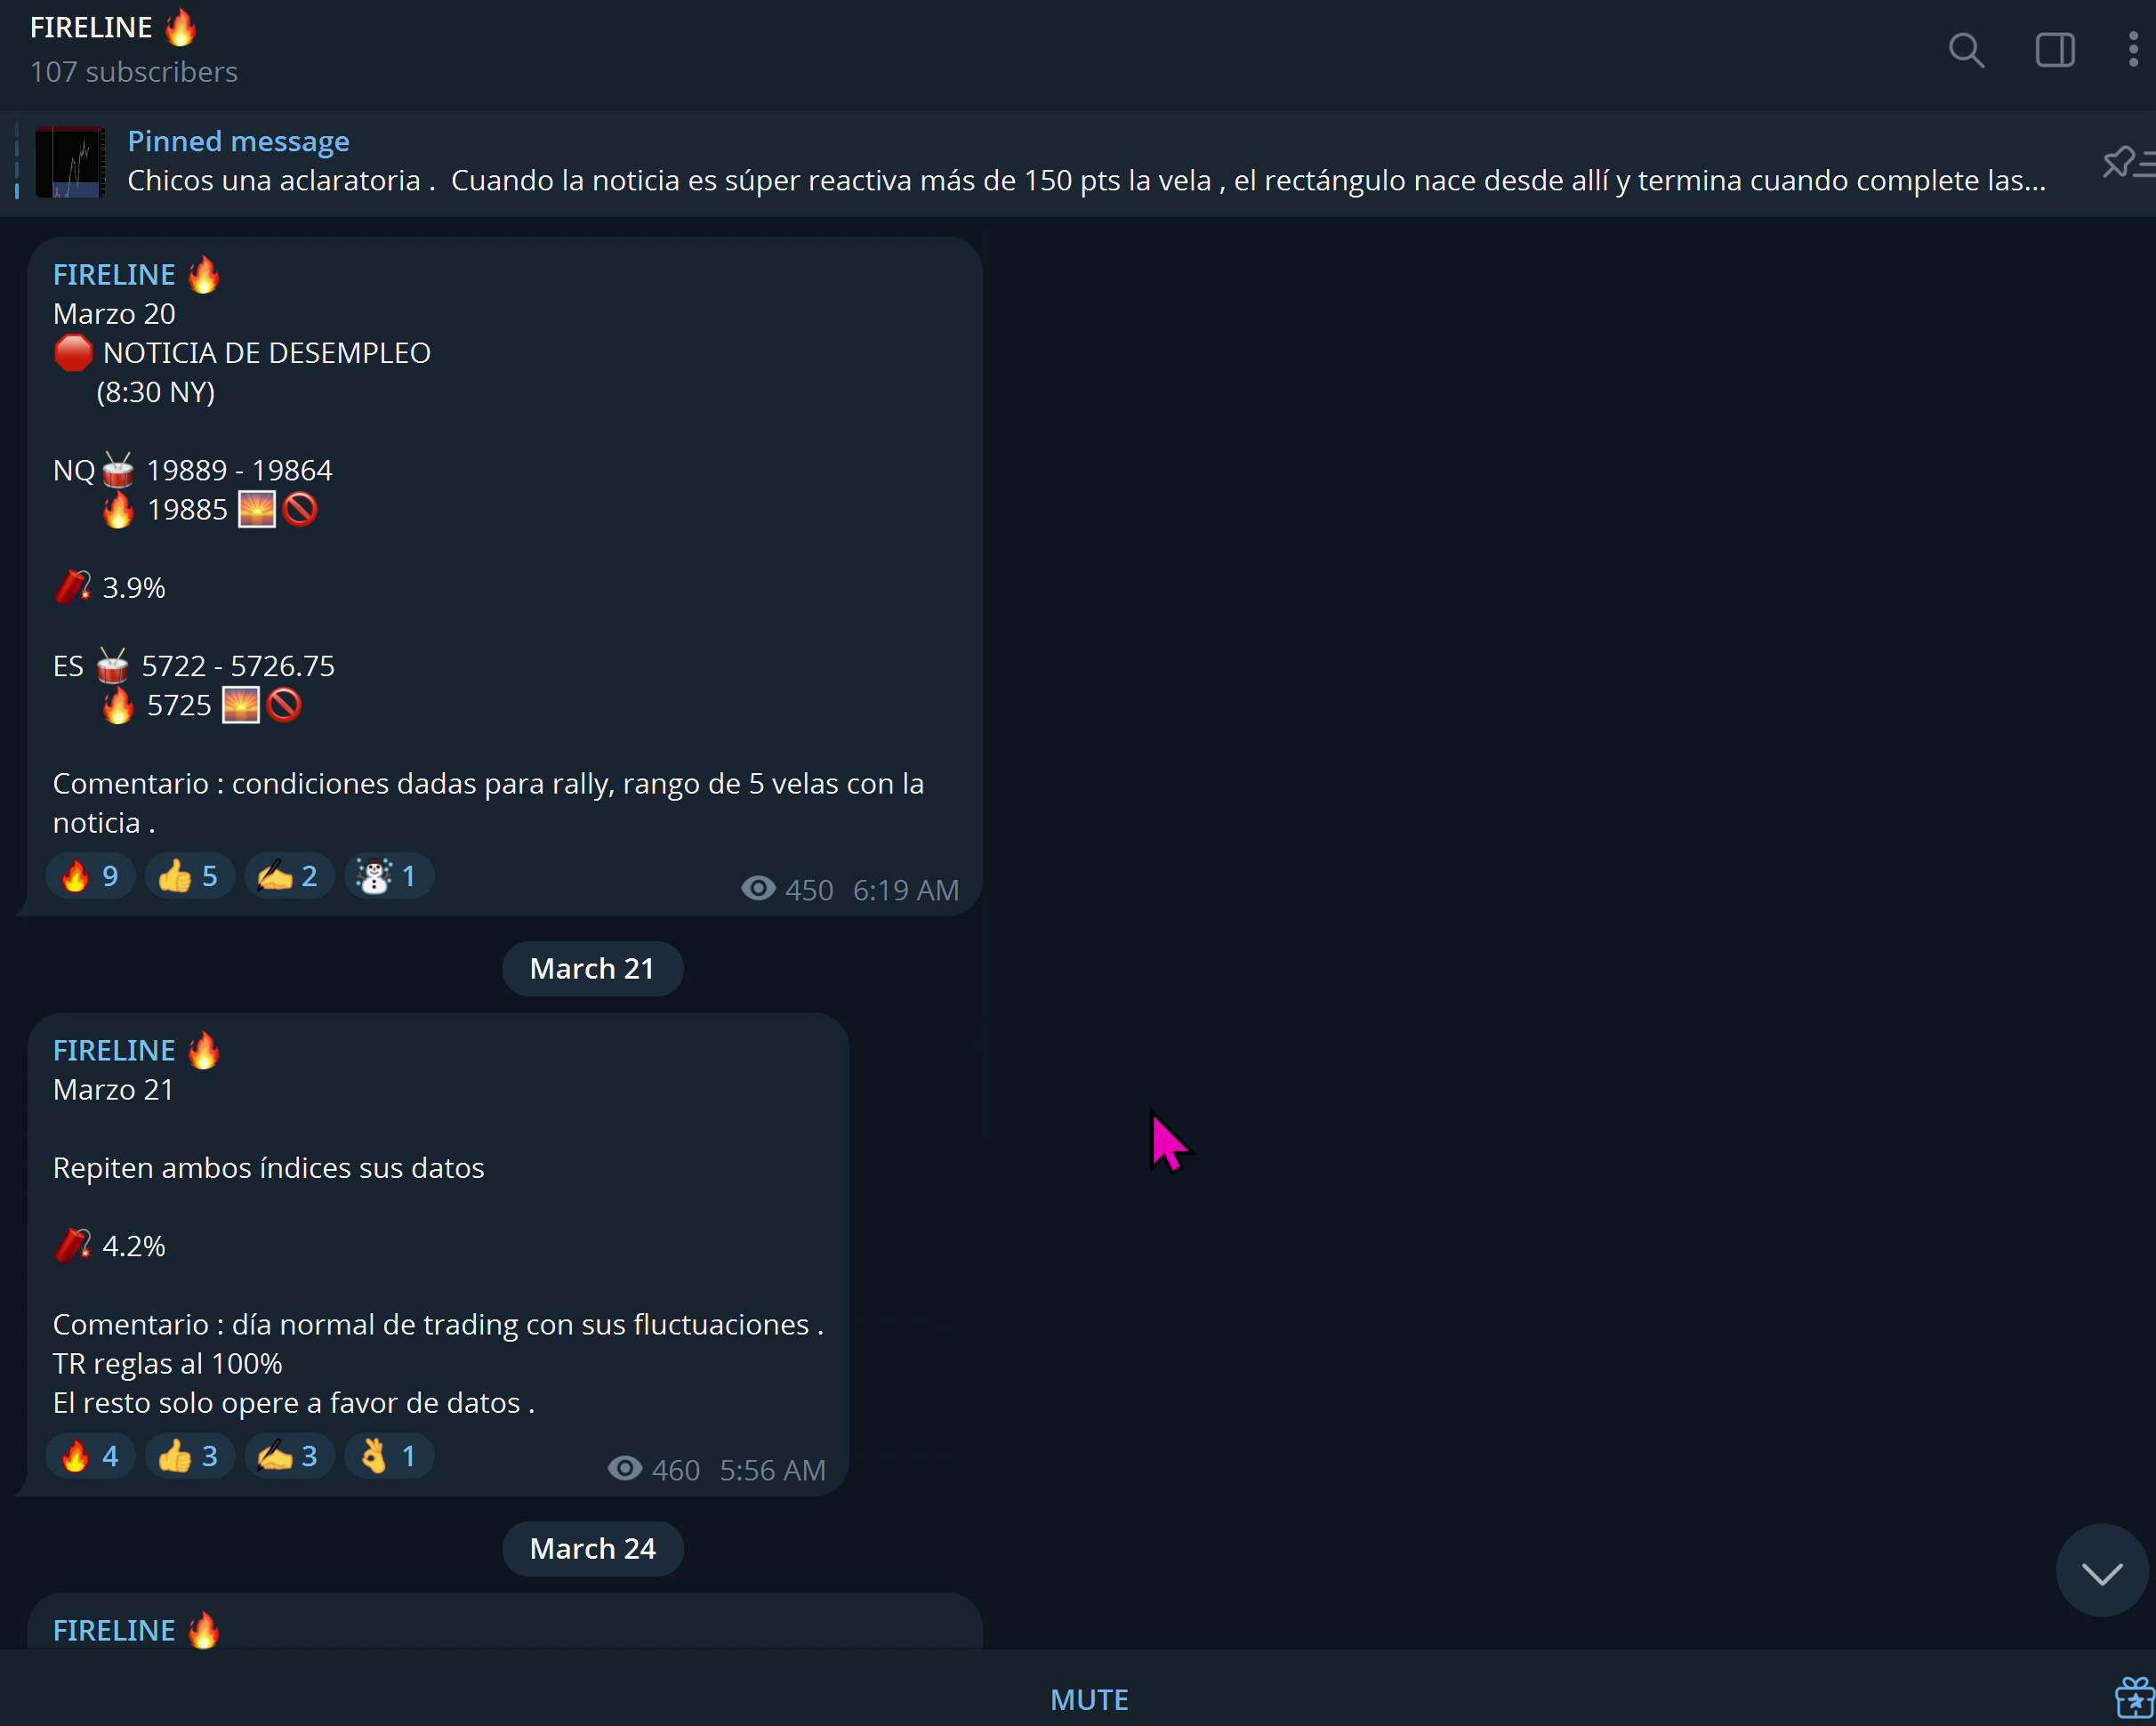 FIRELINE 🔥
107 subscribers
Pinned message
Chicos una aclaratoria .  Cuando la noticia es súper reactiva más de 150 pts la vela , el rectángulo nace desde allí y termina cuando complete las...
FIRELINE 🔥
Marzo 20
🛑 NOTICIA DE DESEMPLEO
(8:30 NY)
NQ🥁 19889 - 19864
🔥 19885 🌅🚫
🧨 3.9%
ES 🥁 5722 - 5726.75
🔥 5725 🌅🚫
Comentario : condiciones dadas para rally, rango de 5 velas con la
noticia .
🔥 9 👍 5 ✍ 2 ☃ 1 450 6:19 AM
March 21
FIRELINE 🔥
Marzo 21
Repiten ambos índices sus datos
🧨 4.2%
Comentario : día normal de trading con sus fluctuaciones .
TR reglas al 100%
El resto solo opere a favor de datos .
🔥 4 👍 3 ✍ 3 👌 1 460 5:56 AM
March 24
FIRELINE 🔥
MUTE